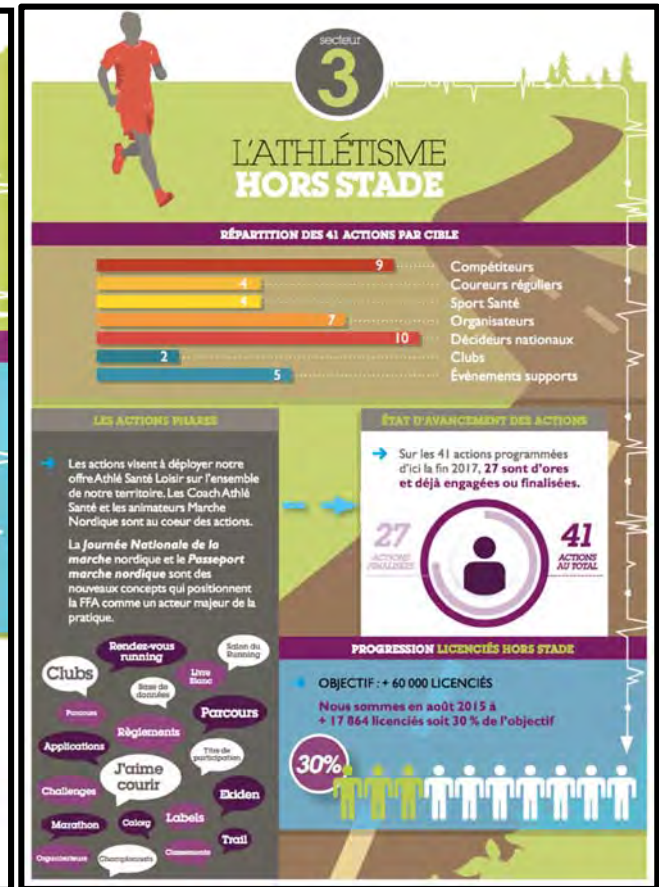 secteur
3
L'ATHLÉTISME
HORS STADE
RÉPARTITION DES 41 ACTIONS PAR CIBLE
9 Compétiteurs
4 Coureurs réguliers
4 Sport Santé
7 Organisateurs
10 Décideurs nationaux
2 Clubs
5 Évènements supports
LES ACTIONS PHARES
Les actions visent à déployer notre
offre Athlé Santé Loisir sur l'ensemble
de notre territoire. Les Coach Athlé
Santé et les animateurs Marche
Nordique sont au coeur des actions.
La Journée Nationale de la
marche nordique et le Passeport
marche nordique sont des
nouveaux concepts qui positionnent
la FFA comme un acteur majeur de la
pratique.
Rendez-vous
running
Salon du
Running
Clubs
Livre
Blanc
Base de
données
Parcours
Règlements
Applications
Titre de
participation
J'aime
courir
Challenges
Ekiden
Marathon
Calorg
Labels
Trail
Organisateurs
Championnats
Classements
ÉTAT D'AVANCEMENT DES ACTIONS
Sur les 41 actions programmées
d'ici la fin 2017, 27 sont d'ores
et déjà engagées ou finalisées.
27
ACTIONS
FINALISÉES
41
ACTIONS
AU TOTAL
PROGRESSION LICENCIÉS HORS STADE
OBJECTIF : + 60 000 LICENCIÉS
Nous sommes en août 2015 à
+ 17 864 licenciés soit 30 % de l'objectif
30%